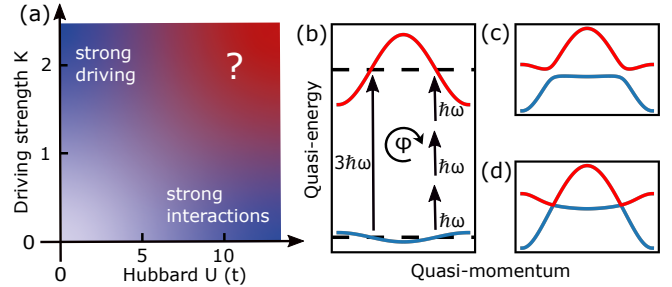 (a)
Driving strength K
2
1
0
strong
driving
?
strong
interactions
0
5
10
Hubbard U (t)
(b)
Quasi-energy
3ħω
φ
ħω
ħω
ħω
Quasi-momentum
(c)
(d)